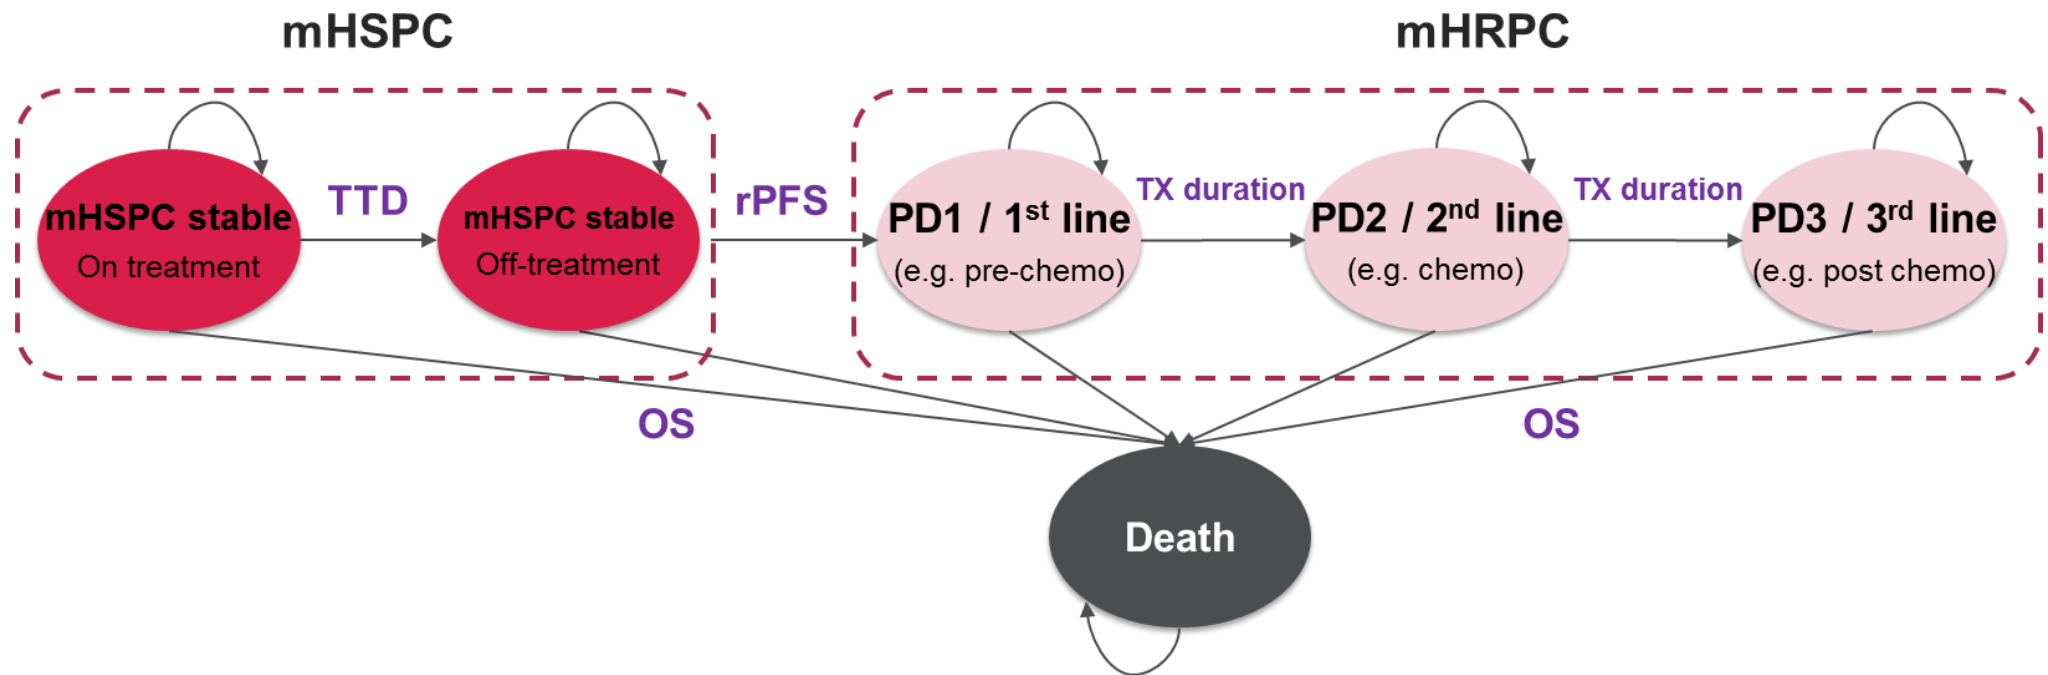 mHSPC
mHRPC
mHSPC stable
On treatment
TTD
mHSPC stable
Off-treatment
rPFS
PD1 / 1st line
(e.g. pre-chemo)
TX duration
PD2 / 2nd line
(e.g. chemo)
TX duration
PD3 / 3rd line
(e.g. post chemo)
OS
OS
Death